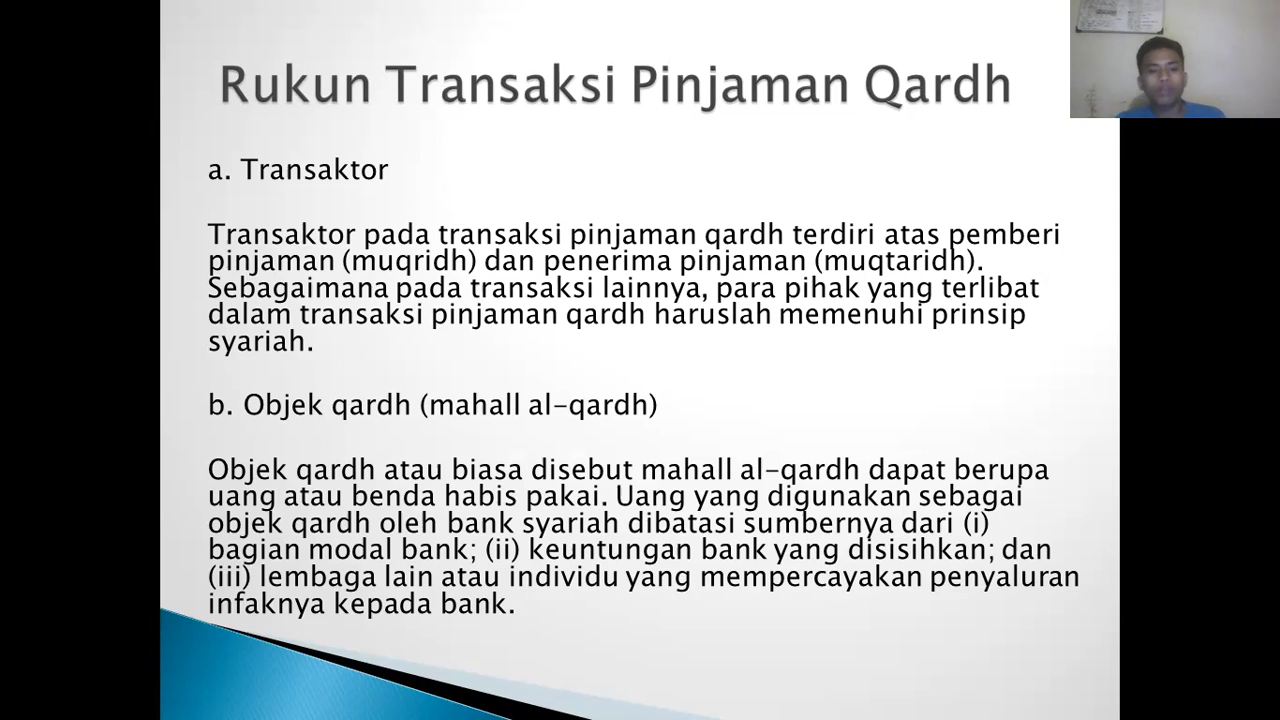 Rukun Transaksi Pinjaman Qardh
a. Transaktor
Transaktor pada transaksi pinjaman qardh terdiri atas pemberi
pinjaman (muqridh) dan penerima pinjaman (muqtaridh).
Sebagaimana pada transaksi lainnya, para pihak yang terlibat
dalam transaksi pinjaman qardh haruslah memenuhi prinsip
syariah.
b. Objek qardh (mahall al-qardh)
Objek qardh atau biasa disebut mahall al-qardh dapat berupa
uang atau benda habis pakai. Uang yang digunakan sebagai
objek qardh oleh bank syariah dibatasi sumbernya dari (i)
bagian modal bank; (ii) keuntungan bank yang disisihkan; dan
(iii) lembaga lain atau individu yang mempercayakan penyaluran
infaknya kepada bank.